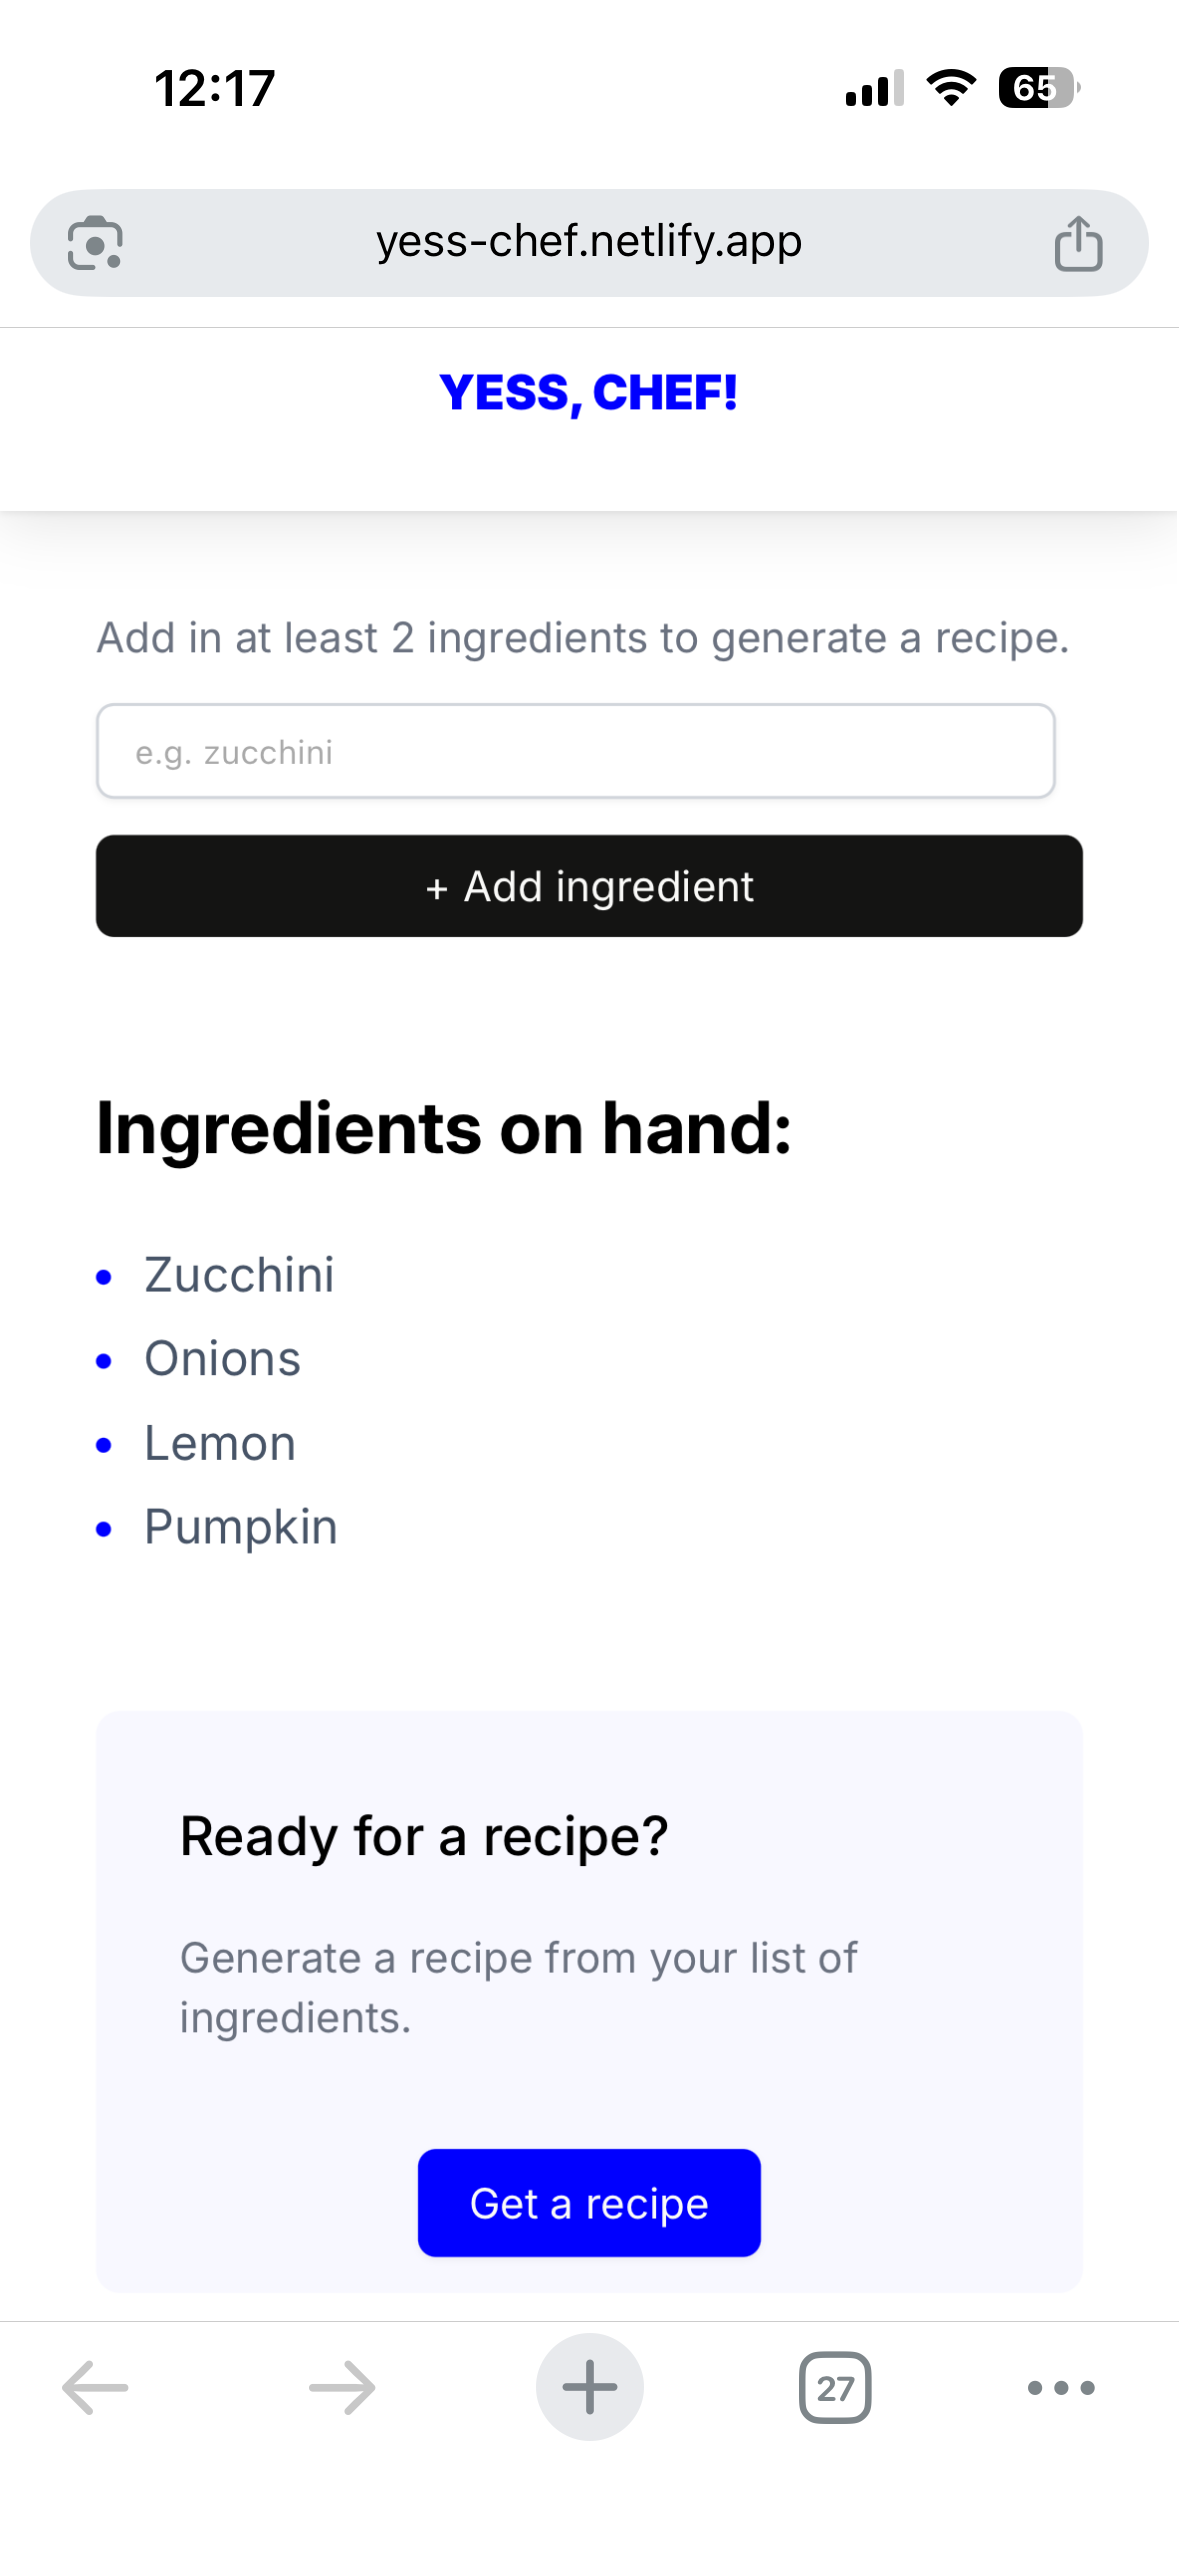 12:17
65
yess-chef.netlify.app
YESS, CHEF!
Add in at least 2 ingredients to generate a recipe.
e.g. zucchini
+ Add ingredient
Ingredients on hand:
Zucchini
Onions
Lemon
Pumpkin
Ready for a recipe?
Generate a recipe from your list of
ingredients.
Get a recipe
27